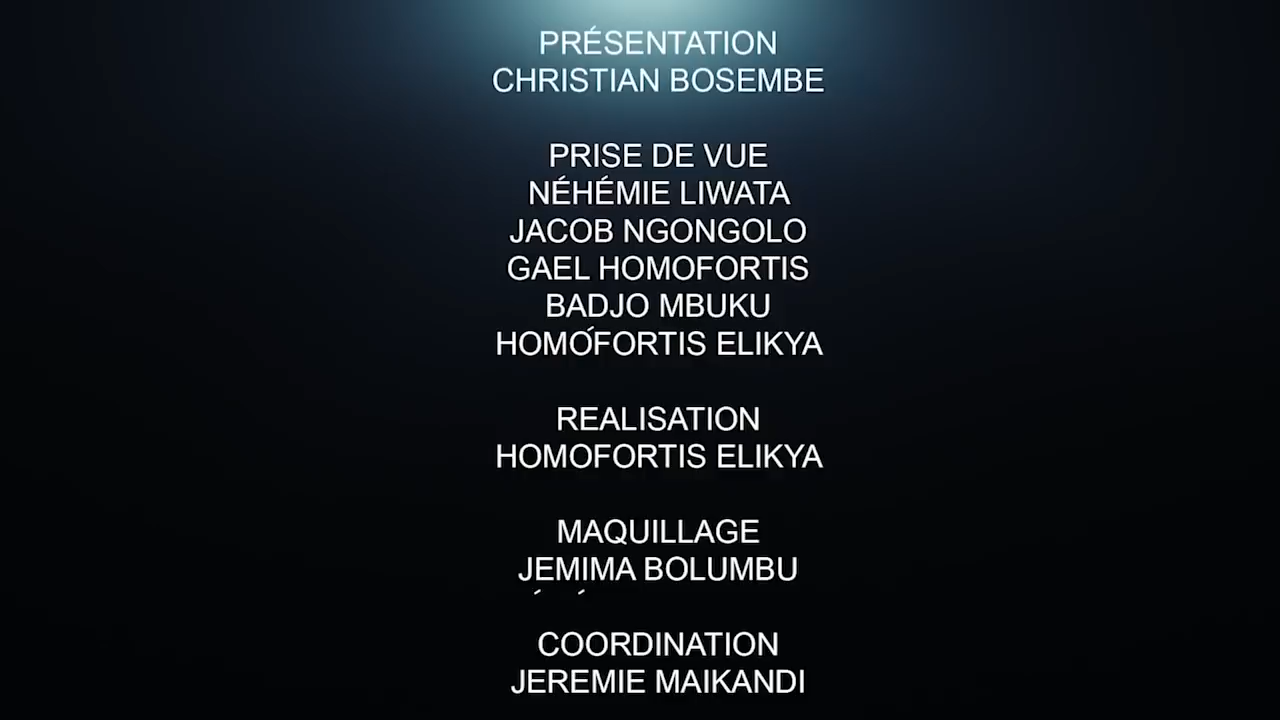 PRÉSENTATION
CHRISTIAN BOSEMBE
PRISE DE VUE
NÉHÉMIE LIWATA
JACOB NGONGOLO
GAEL HOMOFORTIS
BADJO MBUKU
HOMOFORTIS ELIKYA
REALISATION
HOMOFORTIS ELIKYA
MAQUILLAGE
JEMIMA BOLUMBU
COORDINATION
JEREMIE MAIKANDI